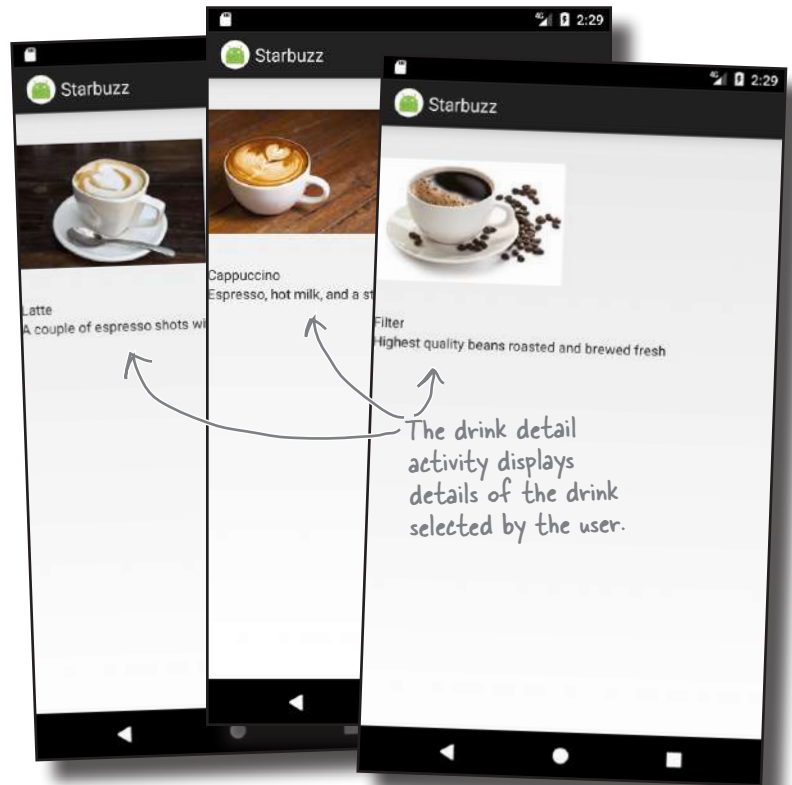 Starbuzz
Latte
A couple of espresso shots
4G 2:29
Starbuzz
Cappuccino
Espresso, hot milk, and a
4G 2:29
Starbuzz
Filter
Highest quality beans roasted and brewed fresh
The drink detail
activity displays
details of the drink
selected by the user.